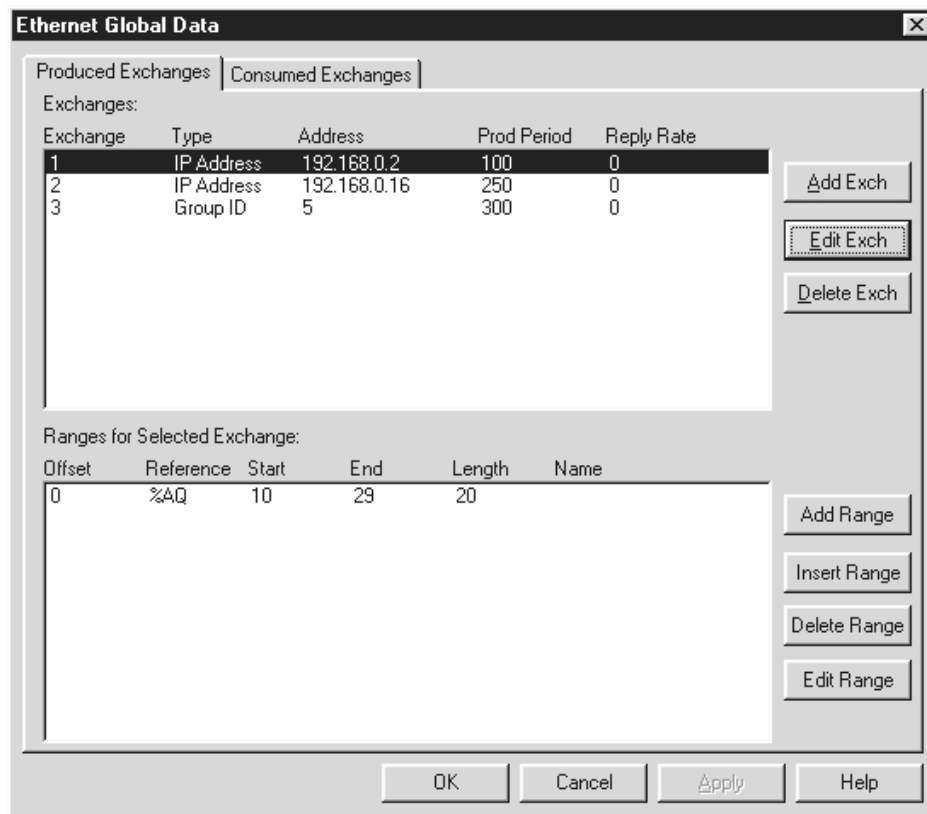 Ethernet Global Data
Produced Exchanges Consumed Exchanges
Exchanges:
Exchange Type Address Prod Period Reply Rate
1 IP Address 192.168.0.2 100 0
2 IP Address 192.168.0.16 250 0
3 Group ID 5 300 0
Add Exch
Edit Exch
Delete Exch
Ranges for Selected Exchange:
Offset Reference Start End Length Name
0 %AQ 10 29 20
Add Range
Insert Range
Delete Range
Edit Range
OK Cancel Apply Help